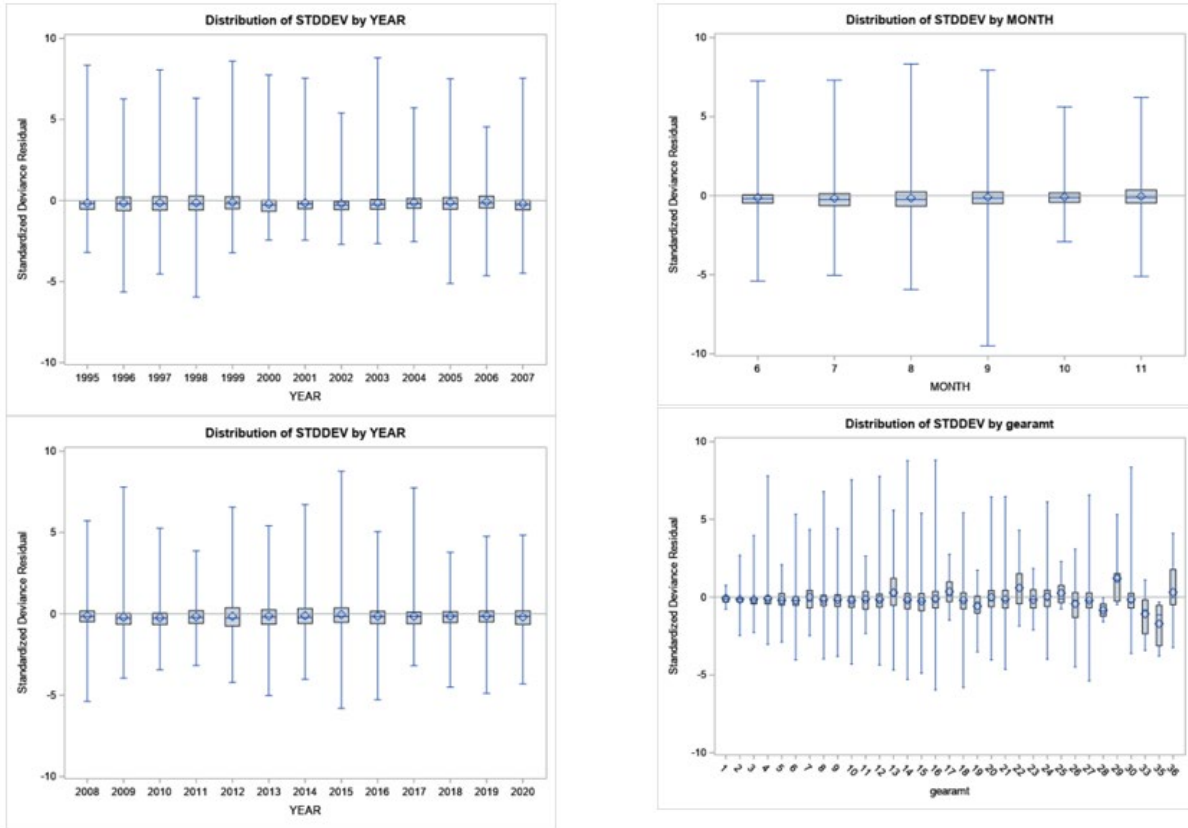 Distribution of STDDEV by YEAR
Standardized Deviance Residual
10
5
0
-5
-10
1995 1996 1997 1998 1999 2000 2001 2002 2003 2004 2005 2006 2007
YEAR
Distribution of STDDEV by MONTH
Standardized Deviance Residual
10
5
0
-5
-10
6 7 8 9 10 11
MONTH
Distribution of STDDEV by YEAR
Standardized Deviance Residual
10
5
0
-5
-10
2008 2009 2010 2011 2012 2013 2014 2015 2016 2017 2018 2019 2020
YEAR
Distribution of STDDEV by gearamt
Standardized Deviance Residual
10
5
0
-5
-10
1 2 3 4 5 6 7 8 9 10 11 12 13 14 15 16 17 18 19 20 21 22 23 24 25 26 27 28 29 30 33 35 36
gearamt